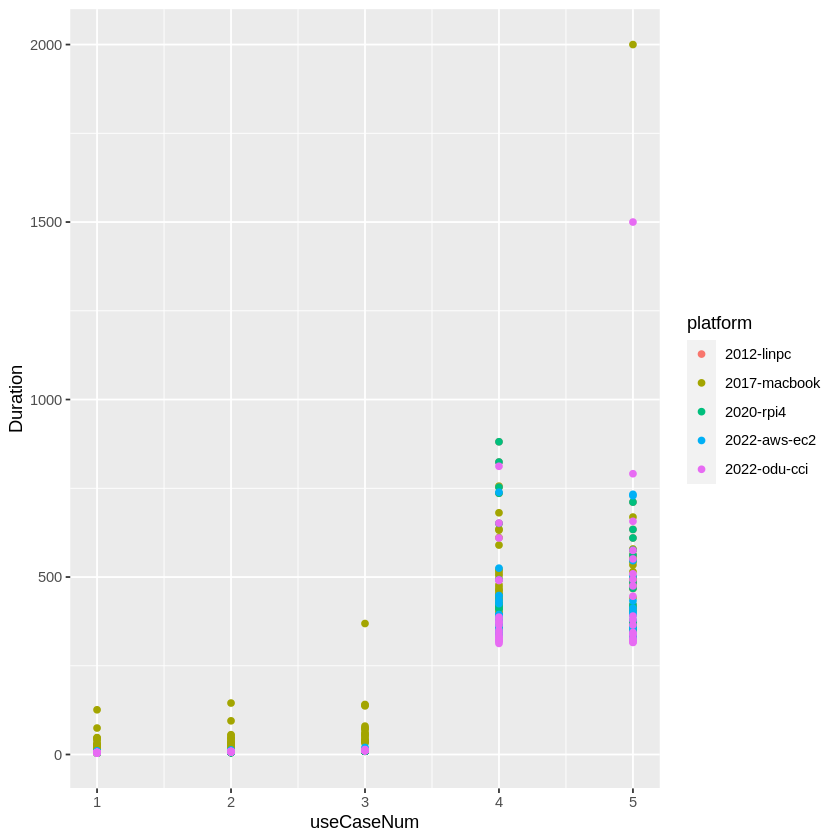 2000
1500
1000
500
0
Duration
1 2 3 4 5
useCaseNum
platform
2012-linpc
2017-macbook
2020-rpi4
2022-aws-ec2
2022-odu-cci